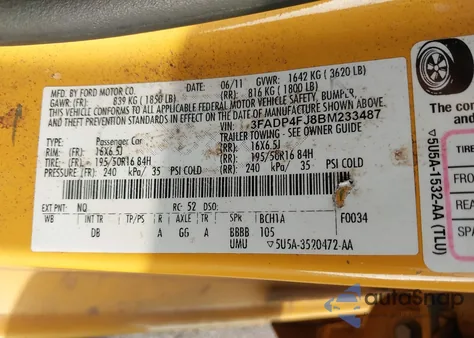 MFD. BY FORD MOTOR CO.
06/11 GVWR: 1642 KG ( 3620 LB)
GAWR: (FR): 839 KG ( 1850 LB) (RR): 816 KG ( 1800 LB)
THIS VEHICLE CONFORMS TO ALL APPLICABLE FEDERAL MOTOR VEHICLE SAFETY, BUMPER,
AND THEFT PREVENTION STANDARDS IN EFFECT ON THE DATE OF MANUFACTURE SHOWN ABOVE.
VIN: 3FADP4FJ8BM233487
TYPE: Passenger Car TRAILER TOWING - SEE OWNER GUIDE
RIM: 16X6.5J (RR): 16X6.5J
TIRE: (FR): 195/50R16 84H 195/50R16 84H
PRESSURE (FR): 240 kPa/ 35 PSI COLD (RR): 240 kPa/ 35 PSI COLD
EXT PNT: NQ RC: 52 DSO: F0034
WB INT TR TP/PS R AXLE TR SPR BCH1A
DB A GG A BBBB 105
UMU ▽5U5A-3520472-AA
The co
TIRE
FR
RE
SPA
▽5U5A-1532-AA (TLU)
autoSnap